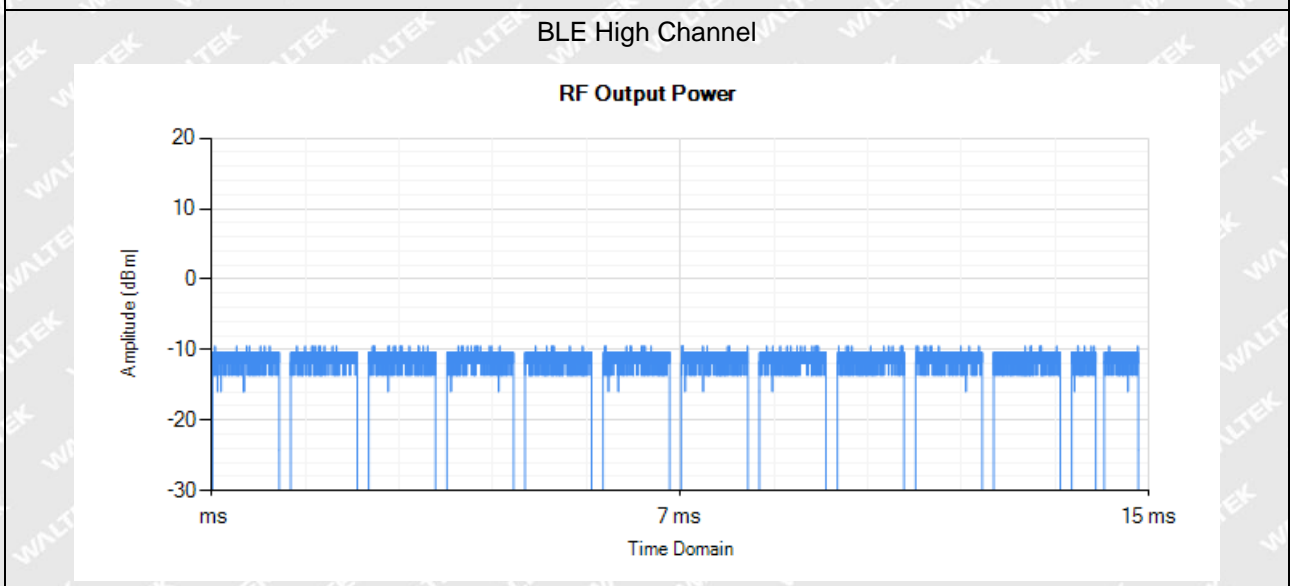 BLE High Channel
RF Output Power
Amplitude (dBm|
20
10
0
-10
-20
-30
ms
7 ms
15 ms
Time Domain
WALTEK